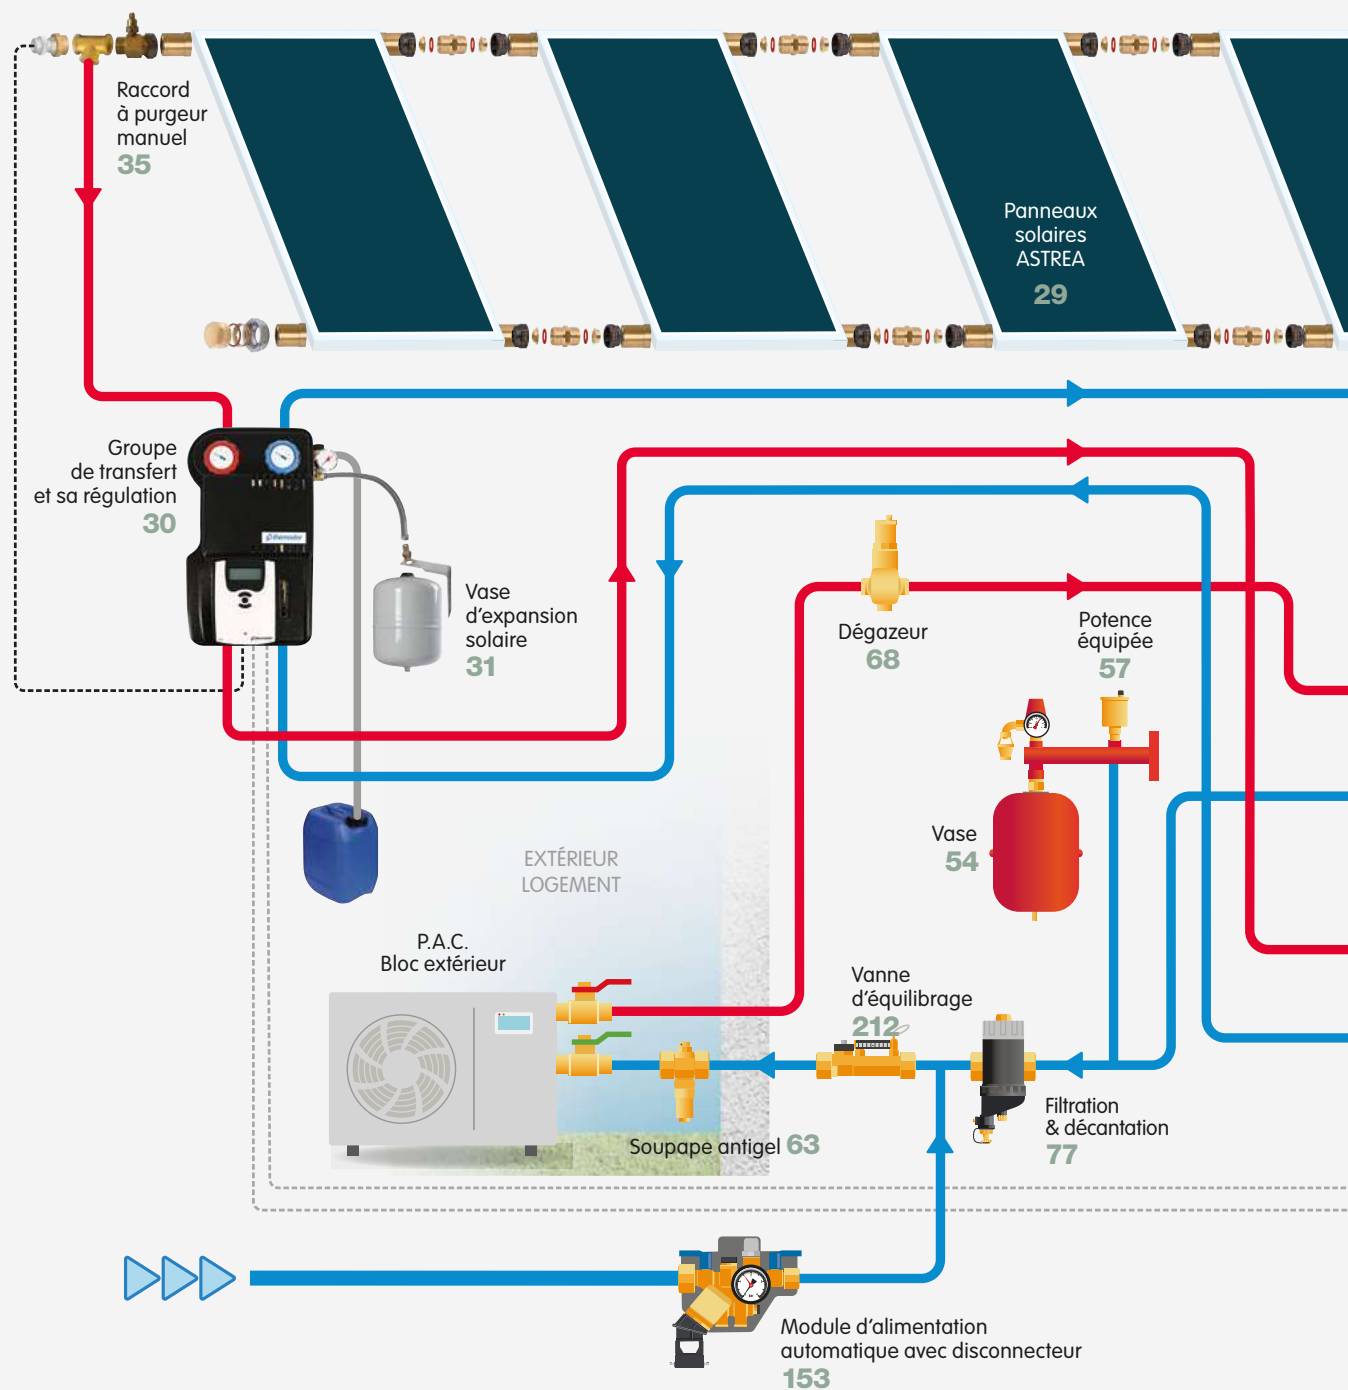 Raccord
à purgeur
manuel
35
Panneaux
solaires
ASTREA
29
Groupe
de transfert
et sa régulation
30
thermador
Vase
d'expansion
solaire
31
Dégazeur
68
Potence
équipée
57
Vase
54
EXTÉRIEUR
LOGEMENT
P.A.C.
Bloc extérieur
Vanne
d'équilibrage
212
Filtration
& décantation
77
Soupape antigel 63
Module d'alimentation
automatique avec disconnecteur
153